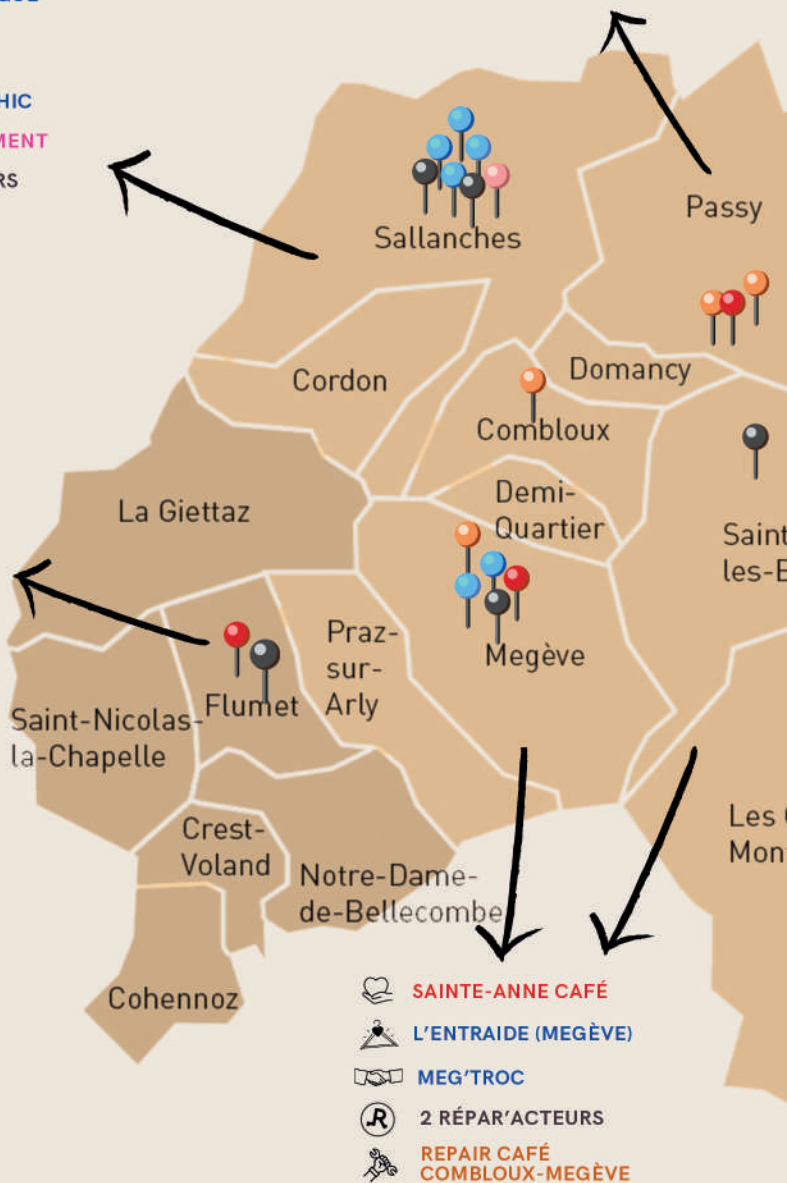 HIC
MENT
RS
Passy
Sallanches
Cordon
Domancy
Combloux
La Giettaz
Demi-
Quartier
Saint
les-B
Praz-
sur-
Arly
Megève
Flumet
Saint-Nicolas-
la-Chapelle
Crest-
Voland
Les
Mon
Notre-Dame-
de-Bellecombe
Cohennoz
SAINTE-ANNE CAFÉ
L'ENTRAIDE (MEGÈVE)
MEG'TROC
R
2 RÉPAR'ACTEURS
REPAIR CAFÉ
COMBLOUX-MEGÈVE